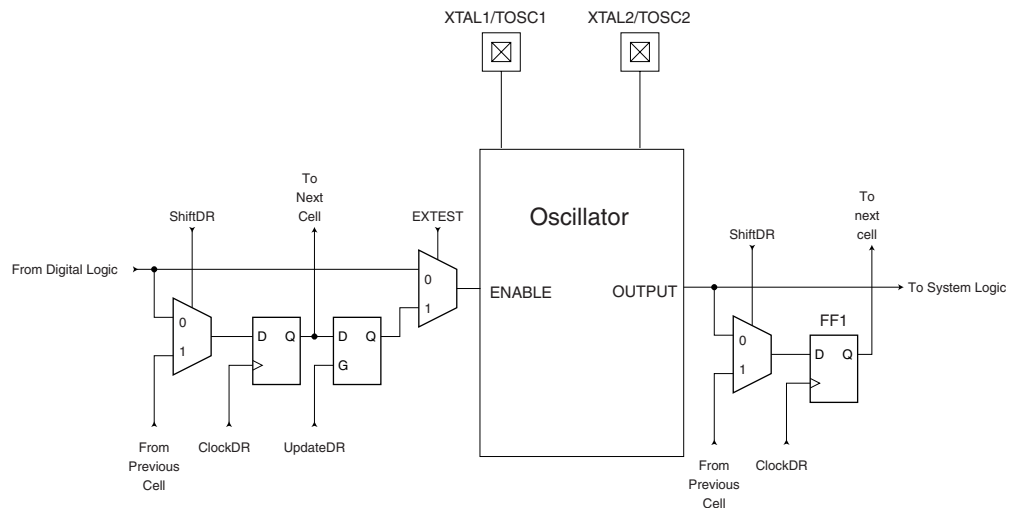 XTAL1/TOSC1
XTAL2/TOSC2
To
Next
Cell
ShiftDR
EXTEST
From Digital Logic
0
1
D Q
D Q
G
0
1
From
Previous
Cell
ClockDR
UpdateDR
Oscillator
ENABLE
OUTPUT
To
next
cell
ShiftDR
To System Logic
FF1
0
1
D Q
From
Previous
Cell
ClockDR